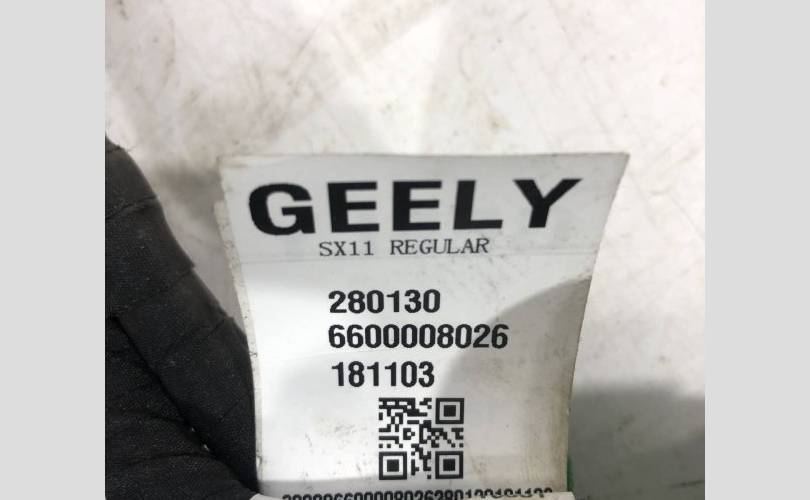 GEELY
SX11 REGULAR
280130
6600008026
181103